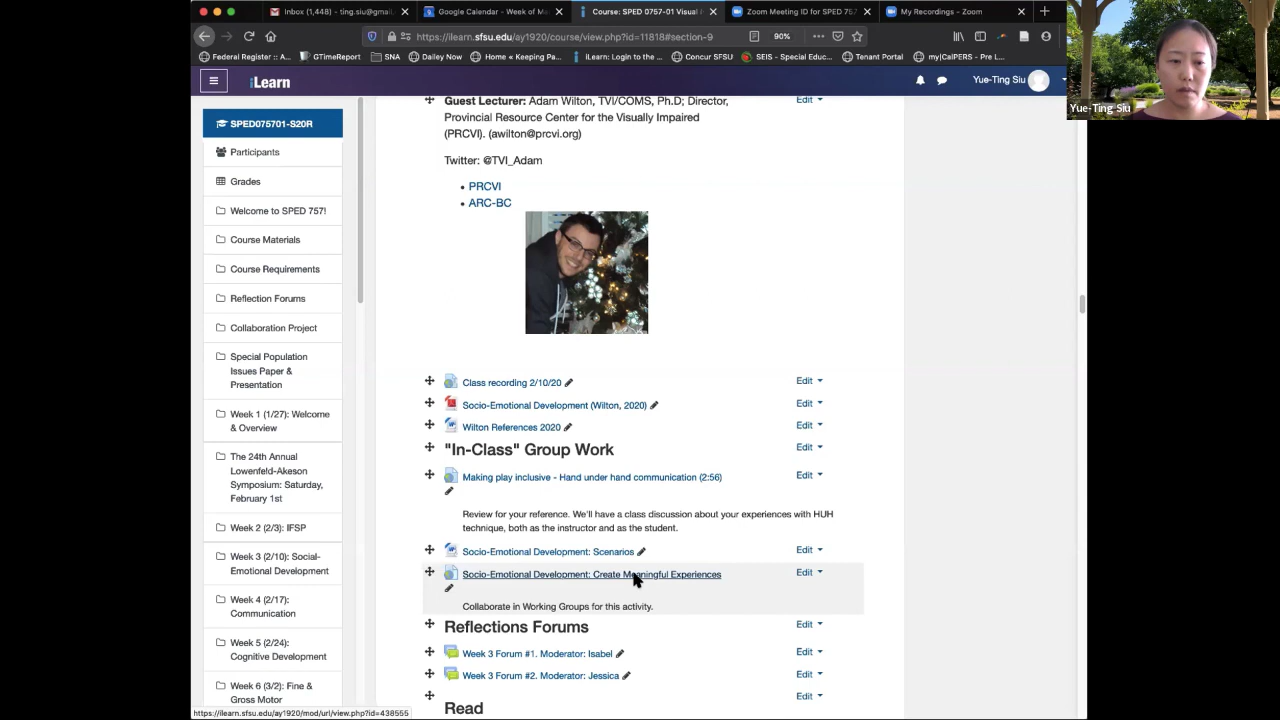 Inbox (1,448) - ting.siu@gmai
Google Calendar - Week of M
Course: SPED 0757-01 Visual I
Zoom Meeting ID for SPED 757
My Recordings - Zoom
https://ilearn.sfsu.edu/ay1920/course/view.php?id=11818#section-9
90%
Federal Register :: A...
GTimeReport
SNA
Dailey Now
Home « Keeping Pa...
iLearn: Login to the ...
Concur SFSU
SEIS - Special Educ...
Tenant Portal
my|CalPERS - Pre L...
iLearn
Yue-Ting Siu
SPED075701-S20R
Participants
Grades
Welcome to SPED 757!
Course Materials
Course Requirements
Reflection Forums
Collaboration Project
Special Population
Issues Paper &
Presentation
Week 1 (1/27): Welcome
& Overview
The 24th Annual
Lowenfeld-Akeson
Symposium: Saturday,
February 1st
Week 2 (2/3): IFSP
Week 3 (2/10): Social-
Emotional Development
Week 4 (2/17):
Communication
Week 5 (2/24):
Cognitive Development
Week 6 (3/2): Fine &
Gross Motor
Guest Lecturer: Adam Wilton, TVI/COMS, Ph.D; Director,
Edit
Provincial Resource Center for the Visually Impaired
(PRCVI). (awilton@prcvi.org)
Twitter: @TVI_Adam
• PRCVI
• ARC-BC
Class recording 2/10/20
Edit
Socio-Emotional Development (Wilton, 2020)
Edit
Wilton References 2020
Edit
"In-Class" Group Work
Edit
Making play inclusive - Hand under hand communication (2:56)
Edit
Review for your reference. We'll have a class discussion about your experiences with HUH
technique, both as the instructor and as the student.
Socio-Emotional Development: Scenarios
Edit
Socio-Emotional Development: Create Meaningful Experiences
Edit
Collaborate in Working Groups for this activity.
Reflections Forums
Edit
Week 3 Forum #1. Moderator: Isabel
Edit
Week 3 Forum #2. Moderator: Jessica
Edit
Edit
Read
https://ilearn.sfsu.edu/ay1920/mod/url/view.php?id=438555
Yue-Ting Siu